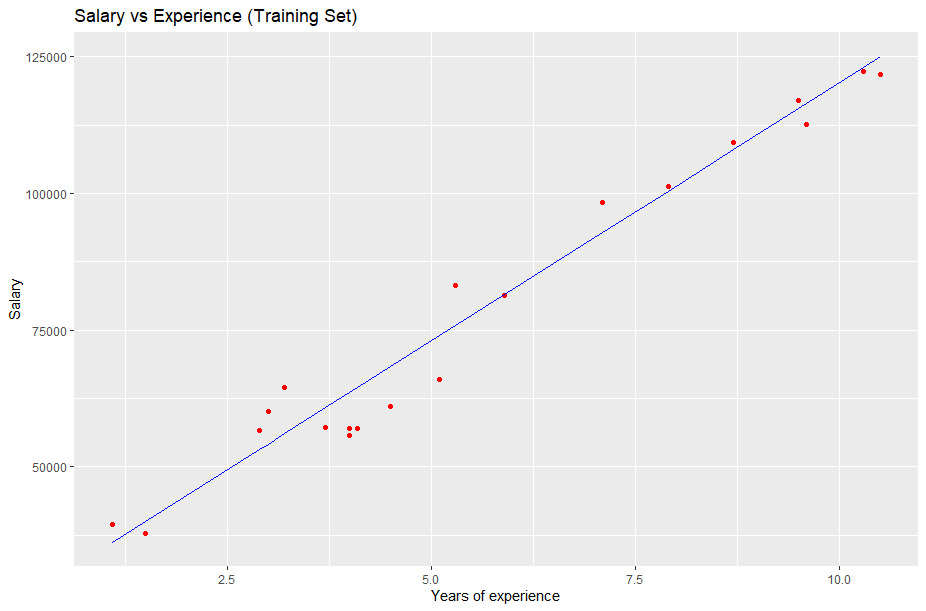 Salary vs Experience (Training Set)
125000
100000
75000
50000
Salary
2.5
5.0
7.5
10.0
Years of experience